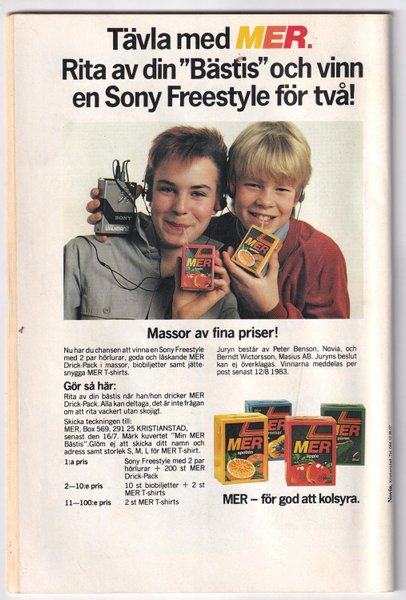 Tävla med MER.
Rita av din "Bästis" och vinn
en Sony Freestyle för två!
SONY
WALKMAN
MER
MER
Massor av fina priser!
Nu har du chansen att vinna en Sony Freestyle
med 2 par hörlurar, goda och läskande MER
Drick-Pack i massor, biobiljetter samt jätte-
snygga MER T-shirts.
Gör så här:
Rita av din bästis när han/hon dricker MER
Drick-Pack. Alla kan deltaga, det är inte frågan
om att rita vackert utan skojigt.
Skicka teckningen till:
MER, Box 569, 291 25 KRISTIANSTAD,
senast den 16/7. Märk kuvertet "Min MER
Bästis". Glöm ej att skicka ditt namn och
adress samt storlek S, M, L för MER T-shirt.
1:a pris Sony Freestyle med 2 par
hörlurar + 200 st MER
Drick-Pack
2—10:e pris 10 st biobiljetter + 2 st
MER T-shirts
11—100:e pris 2 st MER T-shirts
Juryn består av Peter Benson, Novia, och
Berndt Wictorsson, Masius AB. Juryns beslut
kan ej överklagas. Vinnarna meddelas per
post senast 12/8 1983.
MER
apelsin
MER
äpple
MER
päron
MER – för god att kolsyra.
Novia,